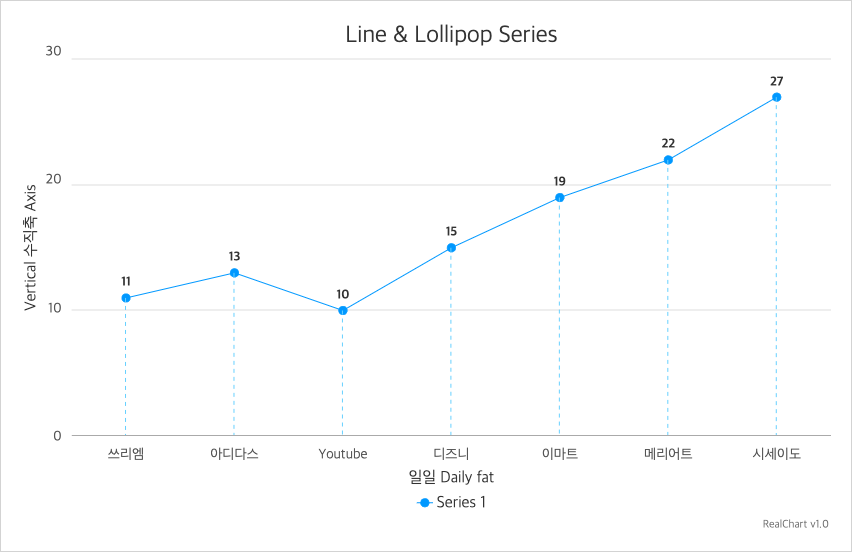 Line & Lollipop Series
30
20
10
0
Vertical 수직축 Axis
11
13
10
15
19
22
27
쓰리엠
아디다스
Youtube
디즈니
이마트
메리어트
시세이도
일일 Daily fat
Series 1
RealChart v1.0